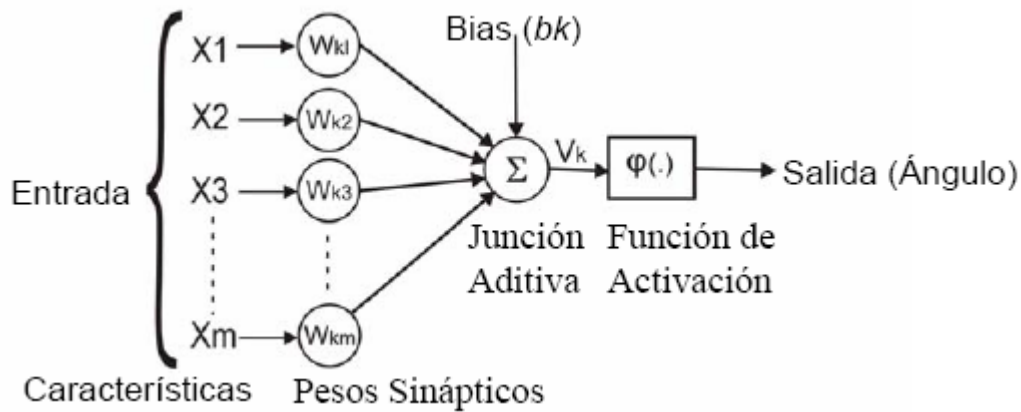 Entrada
X1
X2
X3
Xm
Características
Wkl
Wk2
Wk3
Wkm
Pesos Sinápticos
Bias (bk)
Σ
Junción
Aditiva
Vk
φ(.)
Función de
Activación
Salida (Ángulo)